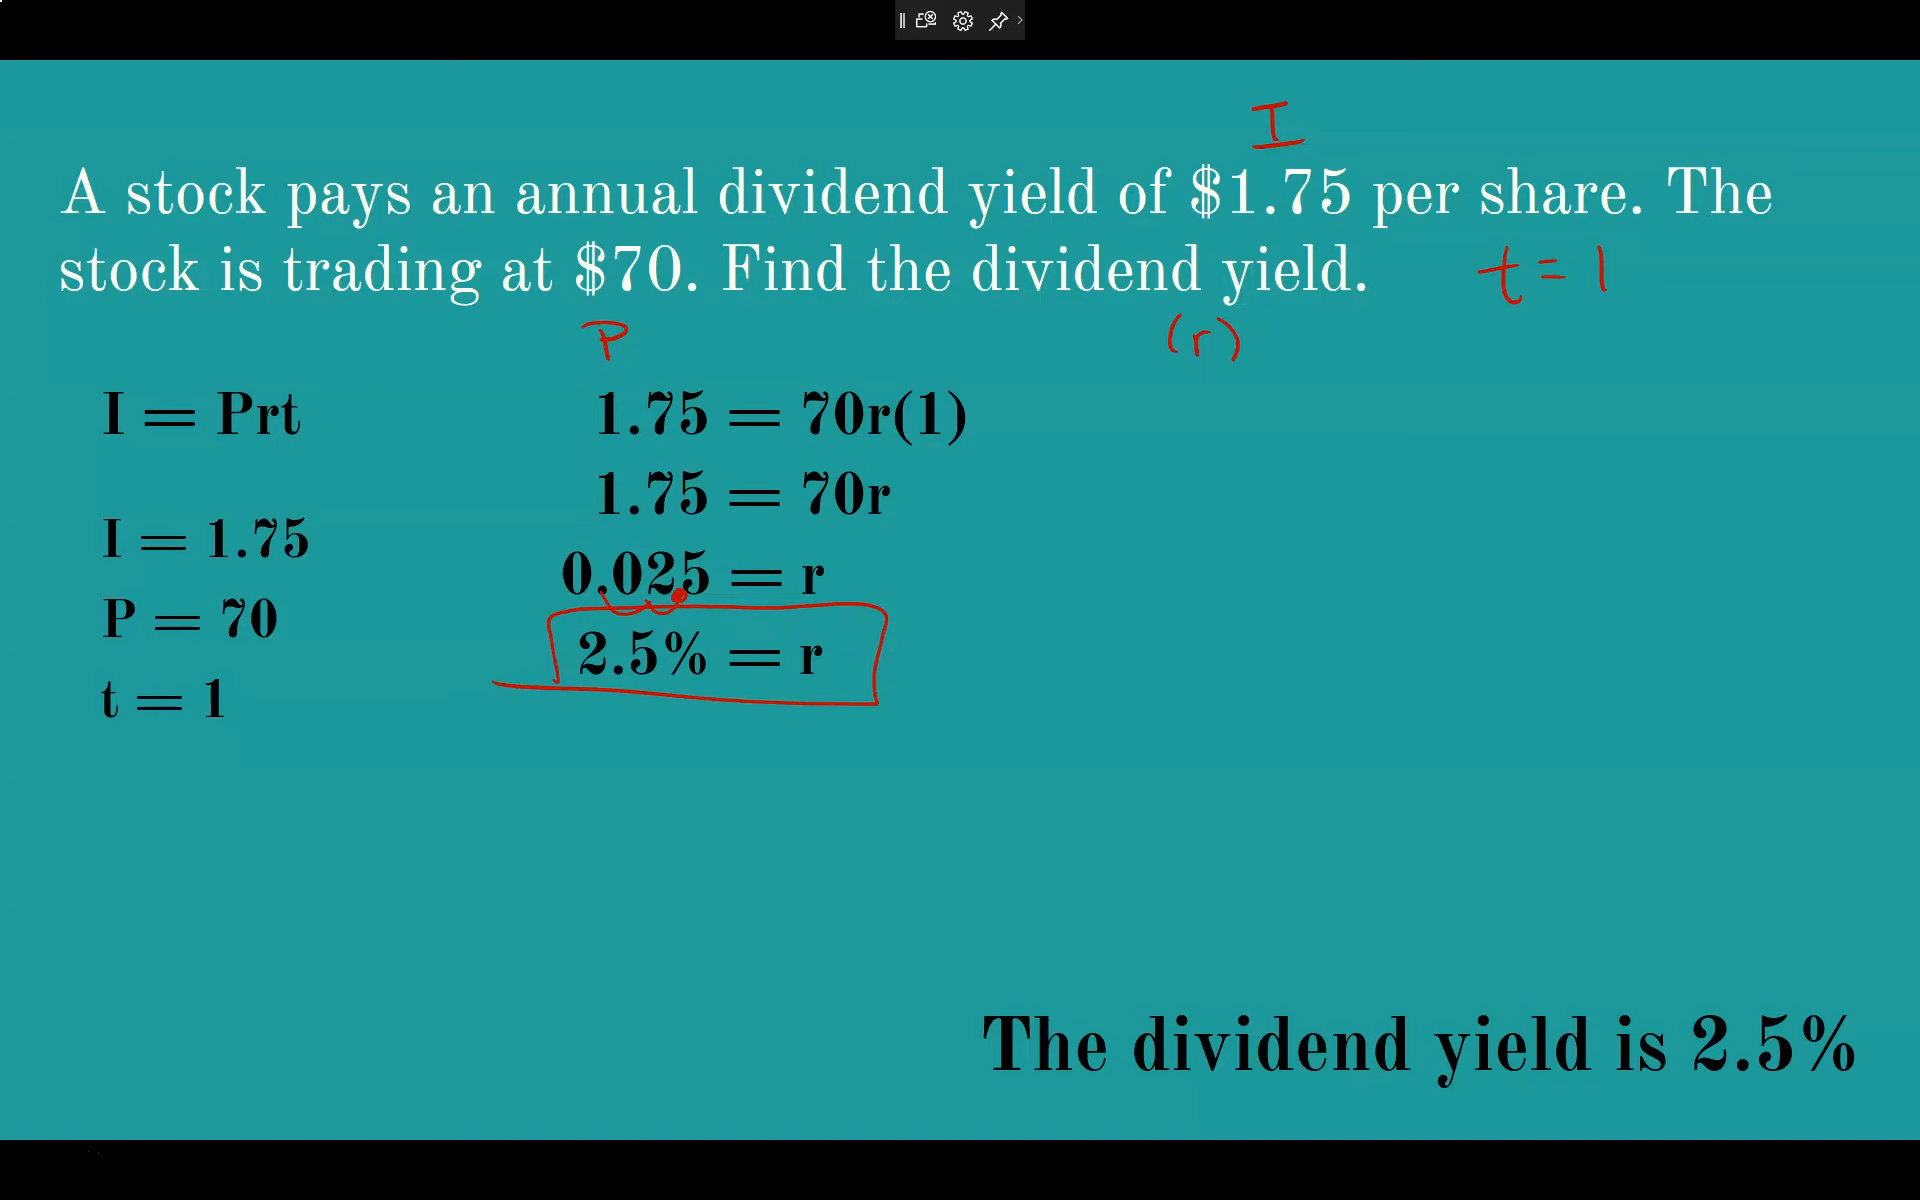 I
A stock pays an annual dividend yield of $1.75 per share. The
stock is trading at $70. Find the dividend yield. t = 1
P (r)
I = Prt 1.75 = 70r(1)
1.75 = 70r
I = 1.75
0.025 = r
P = 70
2.5% = r
t = 1
The dividend yield is 2.5%